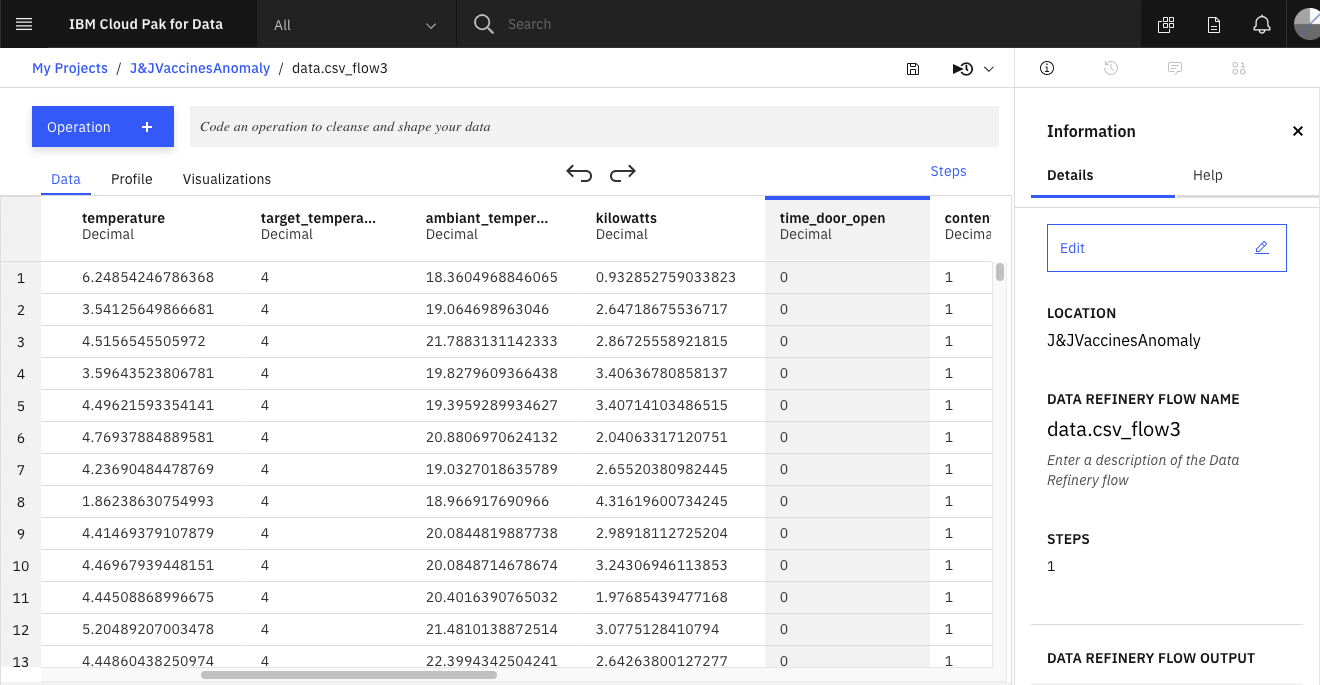 IBM Cloud Pak for Data
All
Search
My Projects / J&JVaccinesAnomaly / data.csv_flow3
Operation +
Code an operation to cleanse and shape your data
Data Profile Visualizations
Steps
temperature target_tempera... ambiant_temper... kilowatts time_door_open conten
Decimal Decimal Decimal Decimal Decimal Decima
1 6.24854246786368 4 18.3604968846065 0.932852759033823 0 1
2 3.54125649866681 4 19.064698963046 2.64718675536717 0 1
3 4.5156545505972 4 21.7883131142333 2.86725558921815 0 1
4 3.59643523806781 4 19.8279609366438 3.40636780858137 0 1
5 4.49621593354141 4 19.3959289934627 3.40714103486515 0 1
6 4.76937884889581 4 20.8806970624132 2.04063317120751 0 1
7 4.23690484478769 4 19.0327018635789 2.65520380982445 0 1
8 1.86238630754993 4 18.966917690966 4.31619600734245 0 1
9 4.41469379107879 4 20.0844819887738 2.98918112725204 0 1
10 4.46967939448151 4 20.0848714678674 3.24306946113853 0 1
11 4.44508868996675 4 20.4016390765032 1.97685439477168 0 1
12 5.20489207003478 4 21.4810138872514 3.0775128410794 0 1
13 4.44860438250974 4 22.3994342504241 2.64263800127277 0 1
Information
Details Help
Edit
LOCATION
J&JVaccinesAnomaly
DATA REFINERY FLOW NAME
data.csv_flow3
Enter a description of the Data
Refinery flow
STEPS
1
DATA REFINERY FLOW OUTPUT